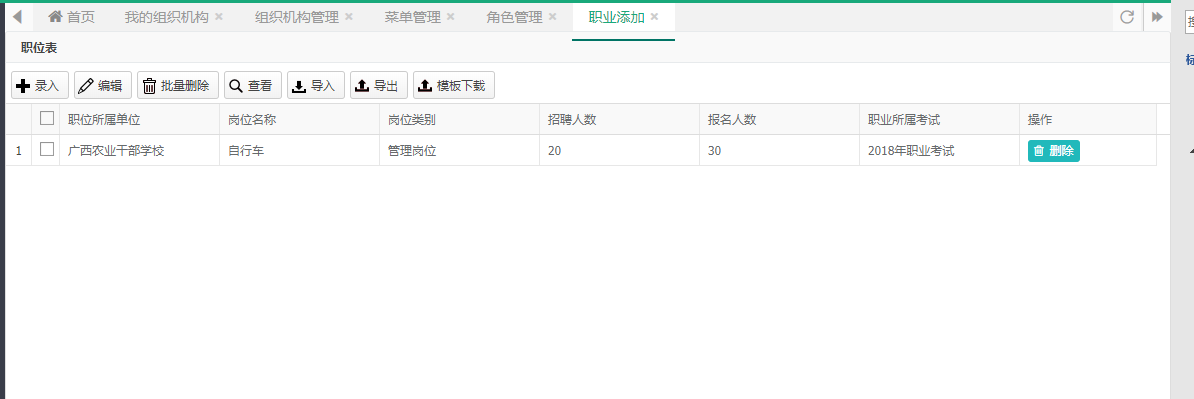 首页 我的组织机构 组织机构管理 菜单管理 角色管理 职业添加
职位表
录入 编辑 批量删除 查看 导入 导出 模板下载
职位所属单位 岗位名称 岗位类别 招聘人数 报名人数 职业所属考试 操作
1 广西农业干部学校 自行车 管理岗位 20 30 2018年职业考试 删除